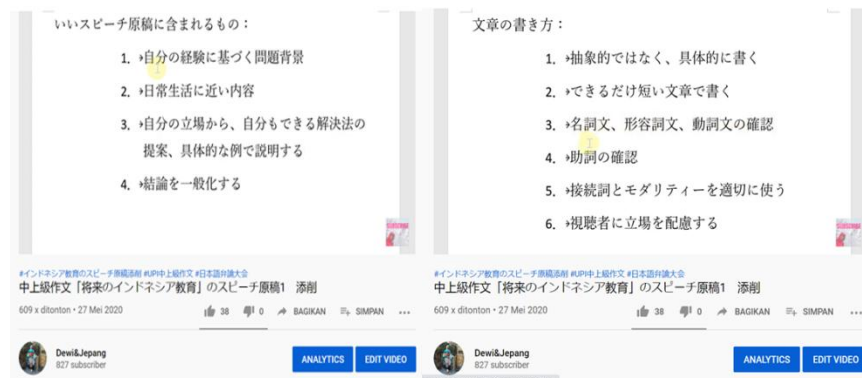 いいスピーチ原稿に含まれるもの：
1. →自分の経験に基づく問題背景
2. →日常生活に近い内容
3. →自分の立場から、自分もできる解決法の
提案、具体的な例で説明する
4. →結論を一般化する
#インドネシア教育のスピーチ原稿添削 #UPI中上級作文 #日本語弁論大会
中上級作文「将来のインドネシア教育」のスピーチ原稿1 添削
609 x ditonton • 27 Mei 2020
38 0 BAGIKAN SIMPAN ...
Dewi&Jepang
827 subscriber
ANALYTICS EDIT VIDEO
文章の書き方：
1. →抽象的ではなく、具体的に書く
2. →できるだけ短い文章で書く
3. →名詞文、形容詞文、動詞文の確認
4. →助詞の確認
5. →接続詞とモダリティーを適切に使う
6. →視聴者に立場を配慮する
#インドネシア教育のスピーチ原稿添削 #UPI中上級作文 #日本語弁論大会
中上級作文「将来のインドネシア教育」のスピーチ原稿1 添削
609 x ditonton • 27 Mei 2020
38 0 BAGIKAN SIMPAN ...
Dewi&Jepang
827 subscriber
ANALYTICS EDIT VIDEO